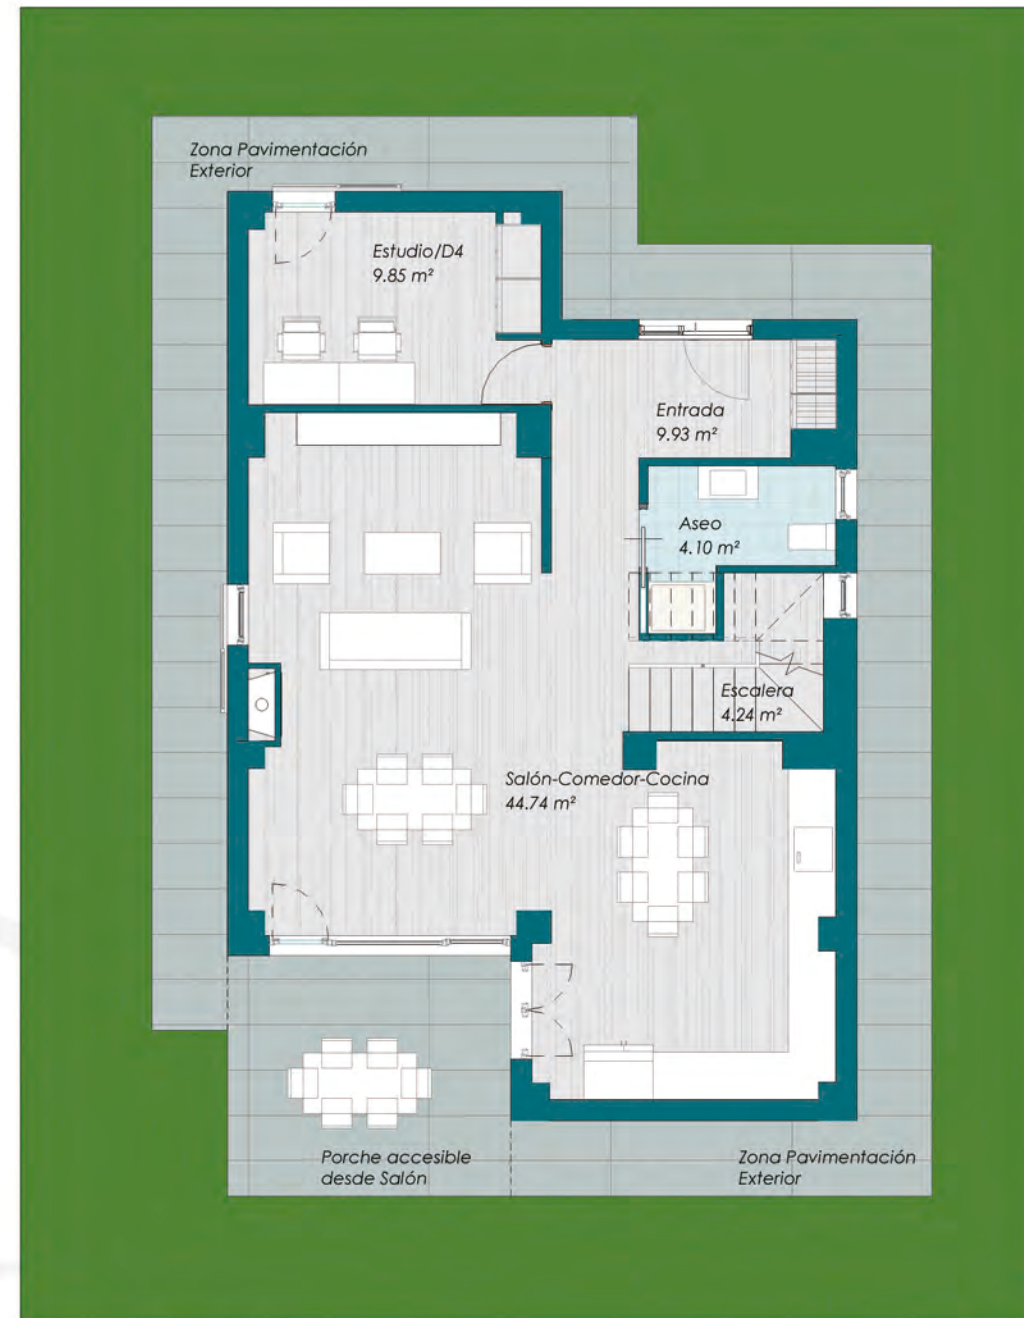 Zona Pavimentación
Exterior
Estudio/D4
9.85 m²
Entrada
9.93 m²
Aseo
4.10 m²
Escalera
4.24 m²
Salón-Comedor-Cocina
44.74 m²
Porche accesible
desde Salón
Zona Pavimentación
Exterior